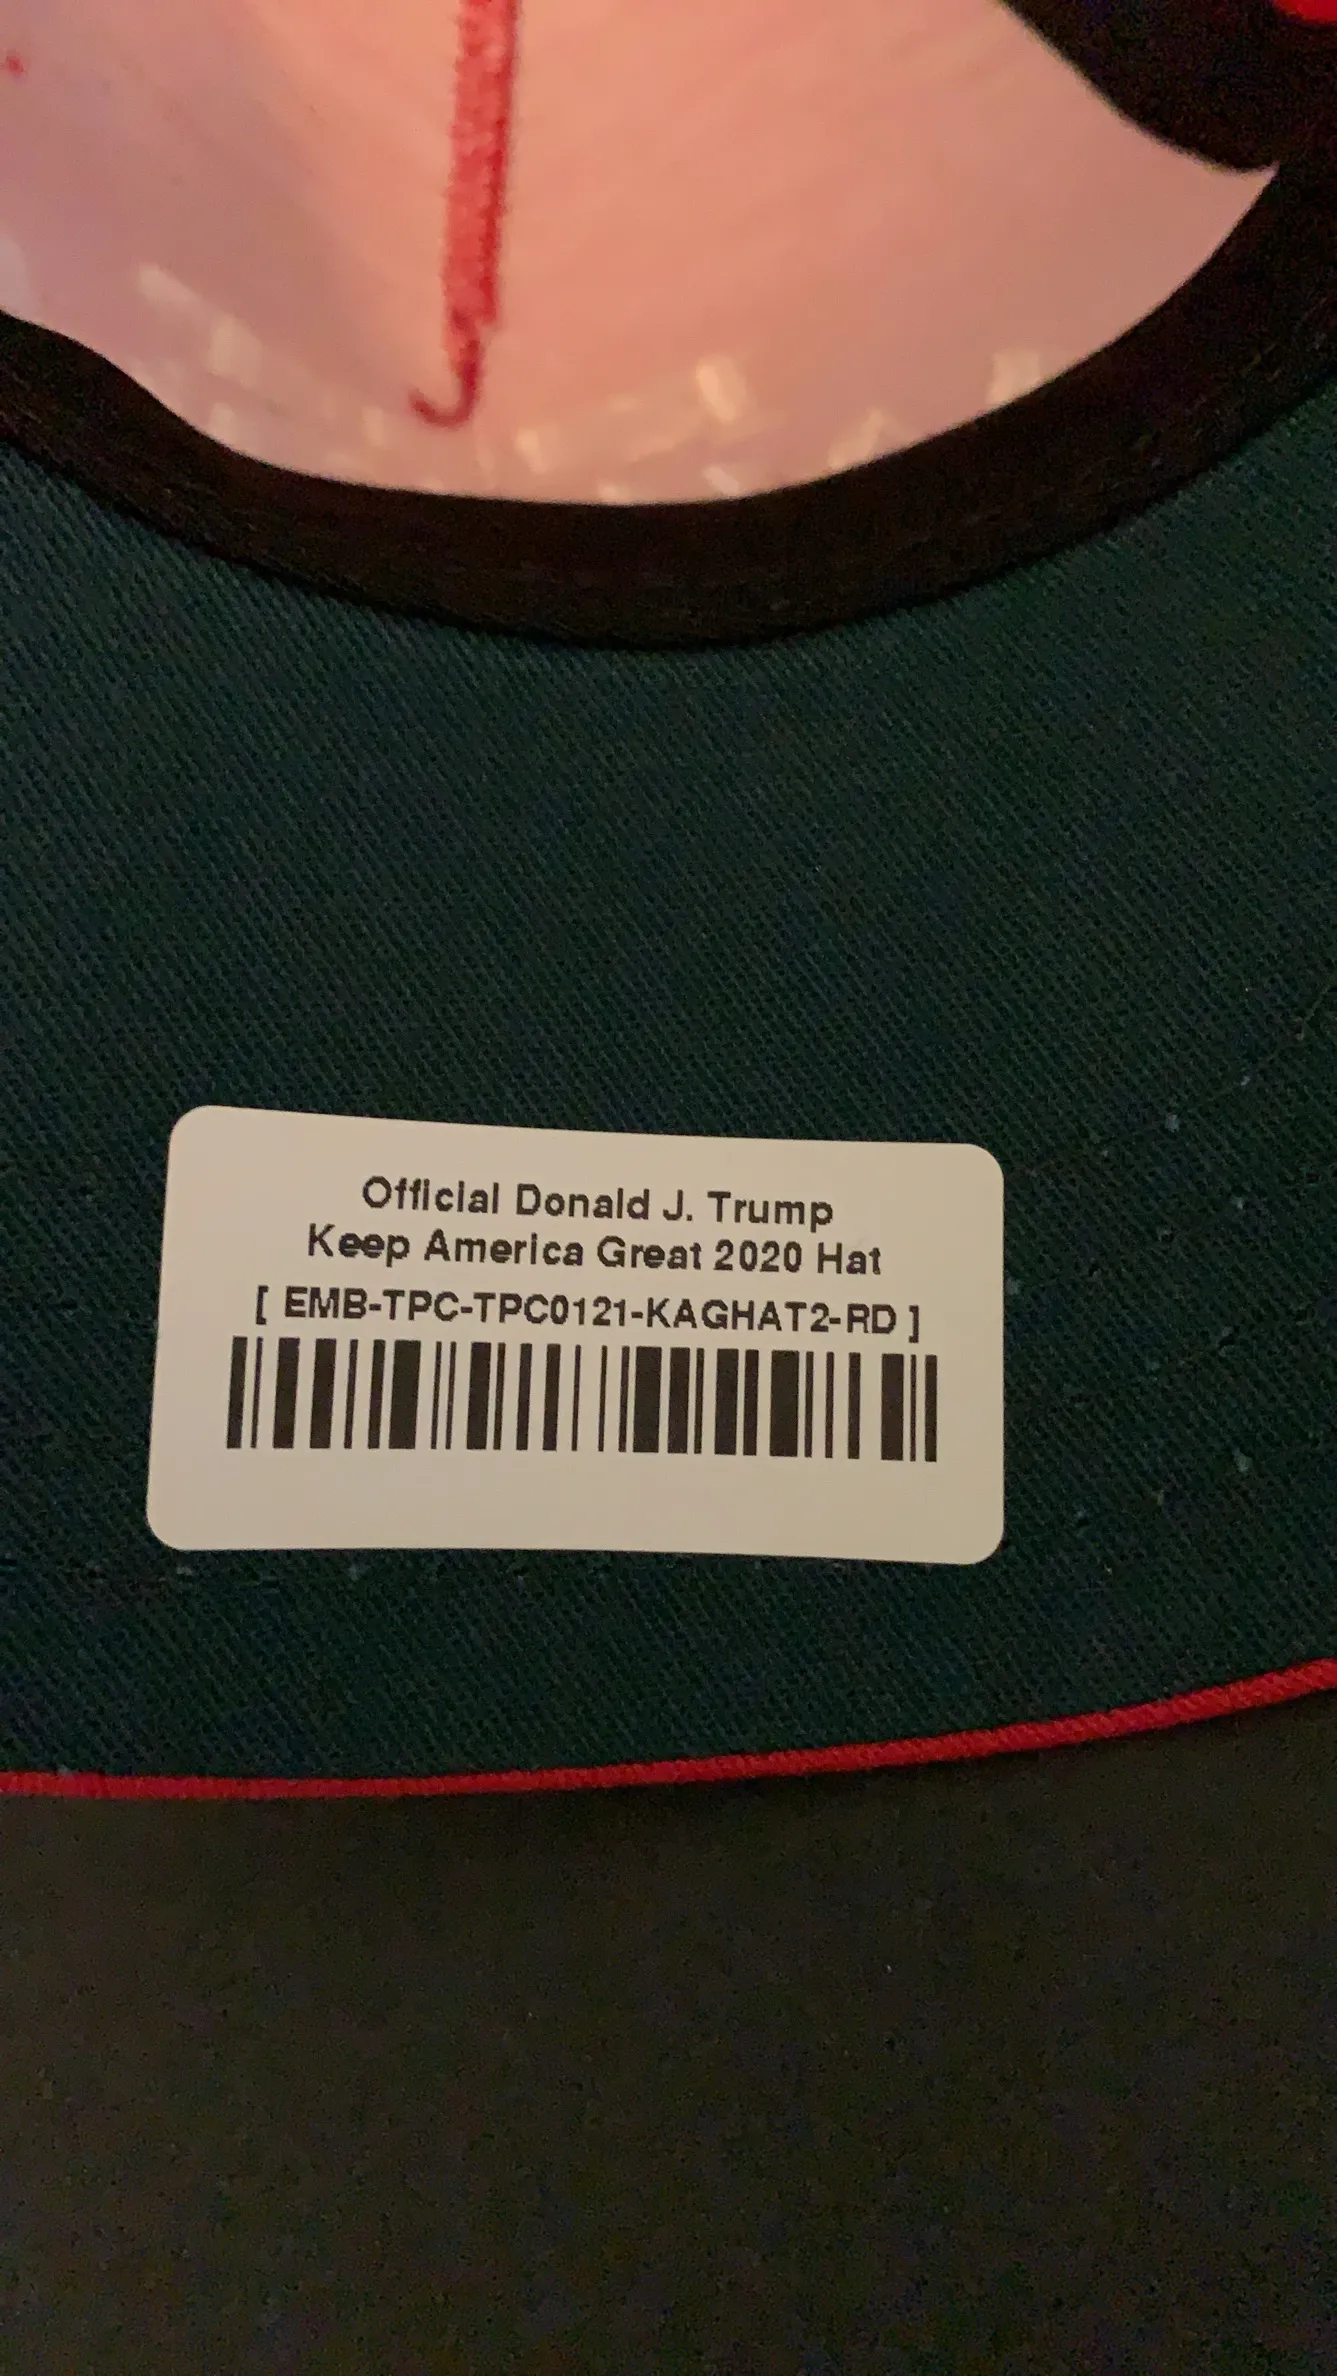 Official Donald J. Trump
Keep America Great 2020 Hat
[ EMB-TPC-TPC0121-KAGHAT2-RD ]